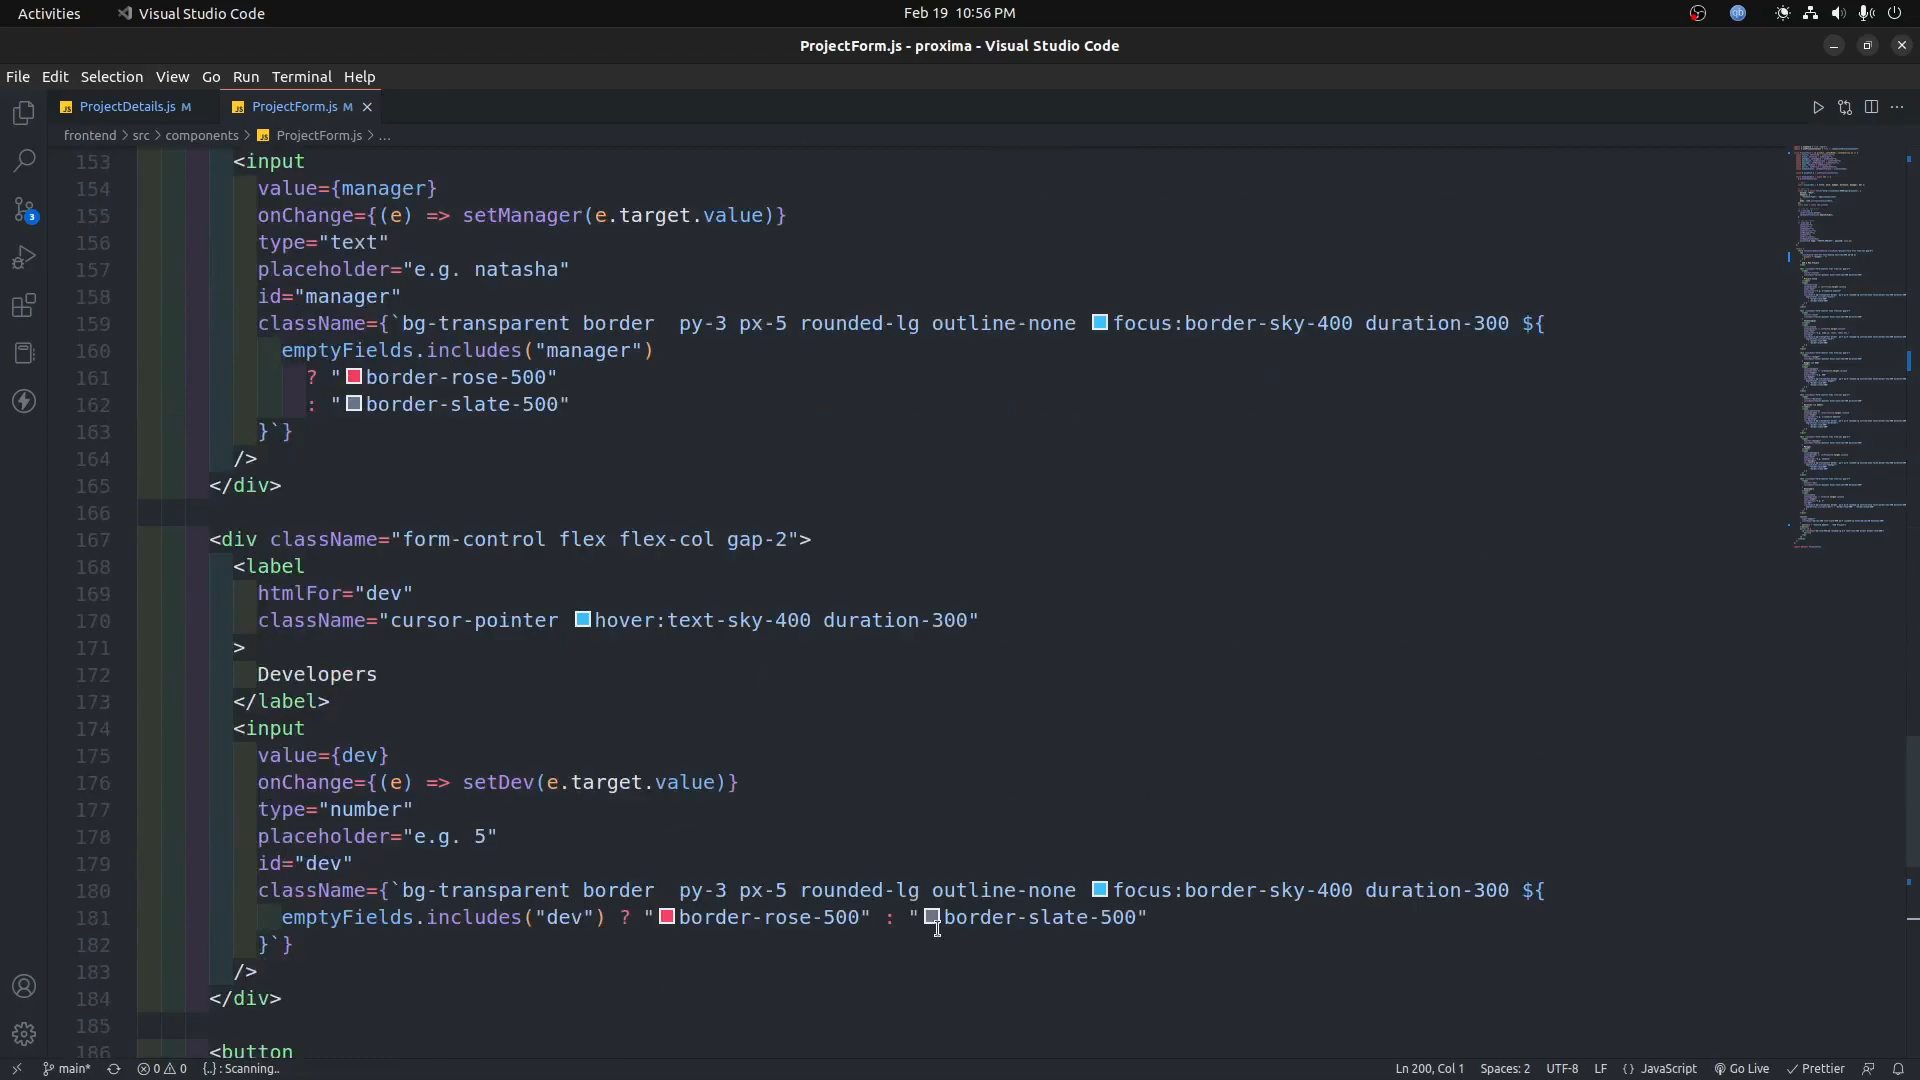 Activities Visual Studio Code Feb 19 10:56 PM
ProjectForm.js - proxima - Visual Studio Code
File Edit Selection View Go Run Terminal Help
ProjectDetails.js M ProjectForm.js M
frontend > src > components > ProjectForm.js > ...
153 <input
154 value={manager}
155 onChange={(e) => setManager(e.target.value)}
156 type="text"
157 placeholder="e.g. natasha"
158 id="manager"
159 className={`bg-transparent border  py-3 px-5 rounded-lg outline-none focus:border-sky-400 duration-300 ${
160 emptyFields.includes("manager")
161 ? "border-rose-500"
162 : "border-slate-500"
163 }`}
164 />
165 </div>
166
167 <div className="form-control flex flex-col gap-2">
168 <label
169 htmlFor="dev"
170 className="cursor-pointer hover:text-sky-400 duration-300"
171 >
172 Developers
173 </label>
174 <input
175 value={dev}
176 onChange={(e) => setDev(e.target.value)}
177 type="number"
178 placeholder="e.g. 5"
179 id="dev"
180 className={`bg-transparent border  py-3 px-5 rounded-lg outline-none focus:border-sky-400 duration-300 ${
181 emptyFields.includes("dev") ? "border-rose-500" : "border-slate-500"
182 }`}
183 />
184 </div>
185
186 <button
3
main* 0 0 {..} : Scanning.. Ln 200, Col 1 Spaces: 2 UTF-8 LF {} JavaScript Go Live Prettier